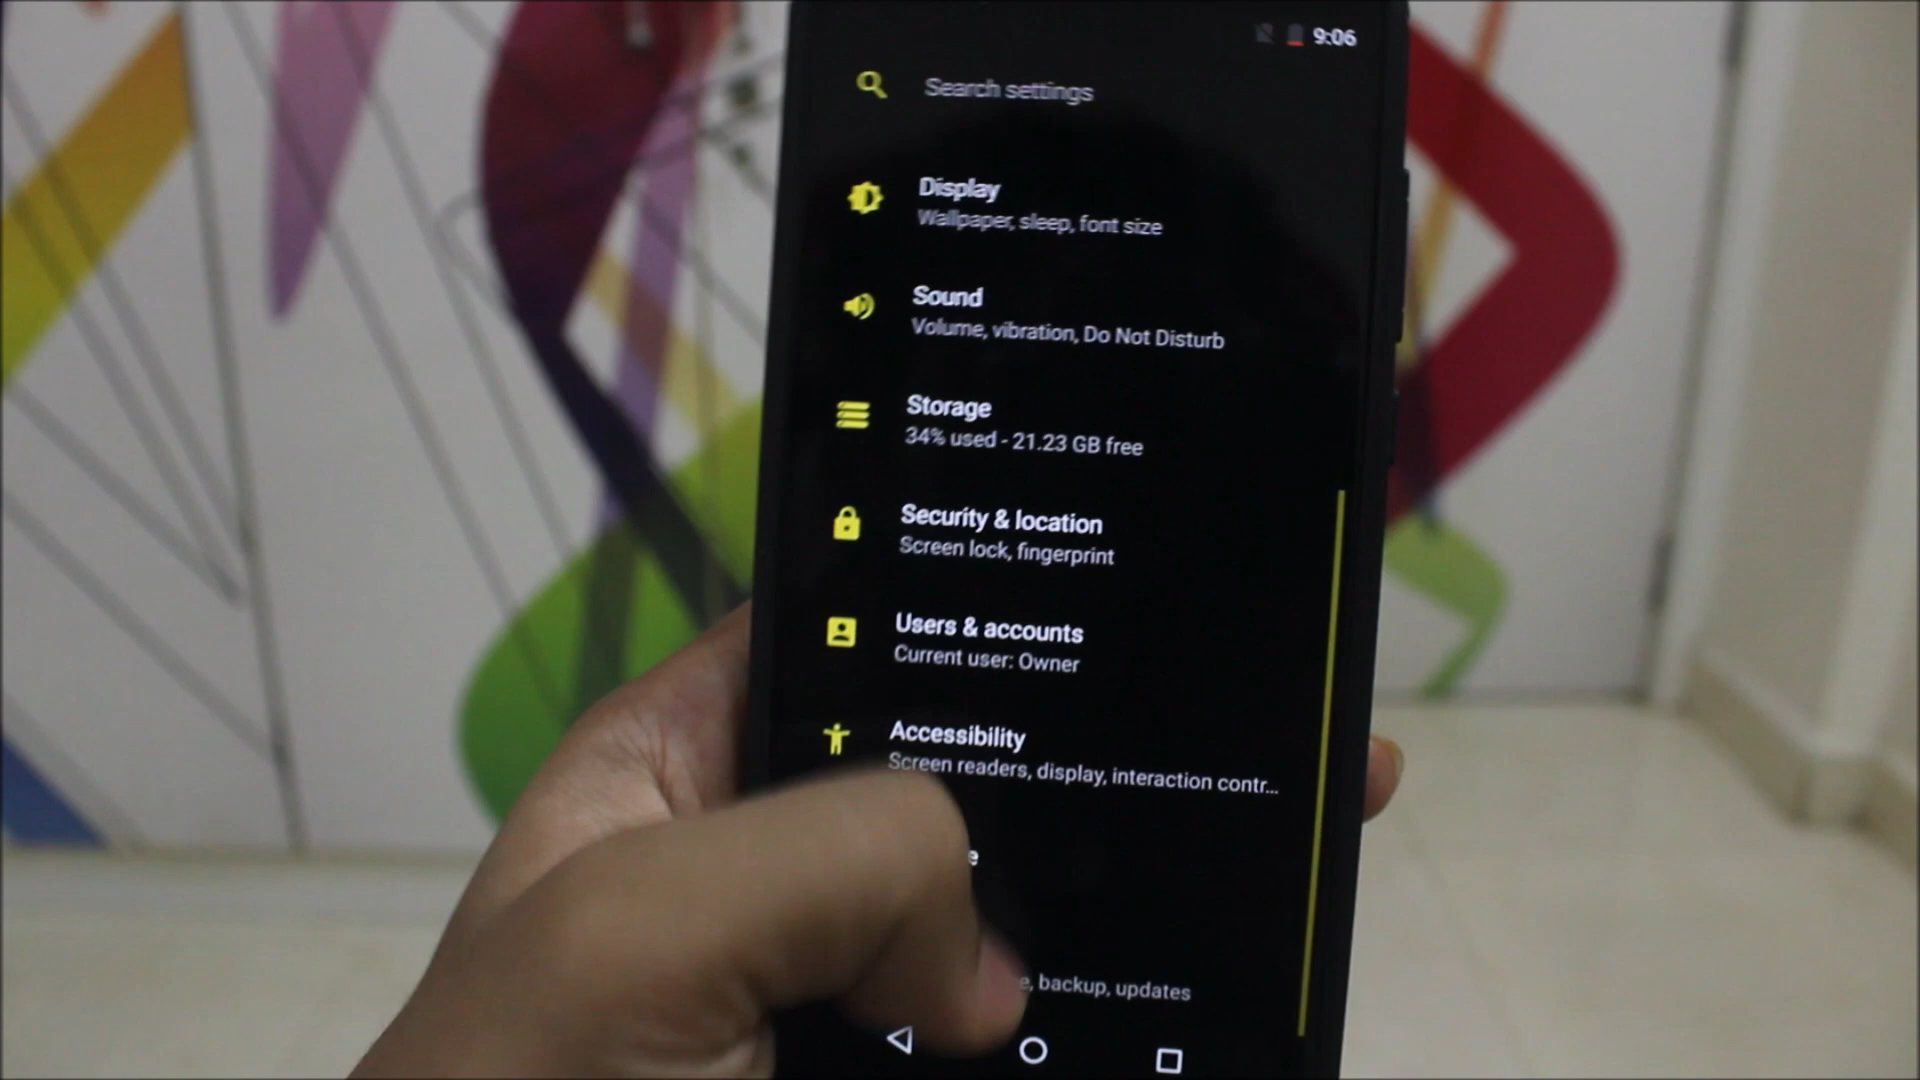 9:06
Search settings
Display
Wallpaper, sleep, font size
Sound
Volume, vibration, Do Not Disturb
Storage
34% used - 21.23 GB free
Security & location
Screen lock, fingerprint
Users & accounts
Current user: Owner
Accessibility
Screen readers, display, interaction contr...
backup, updates